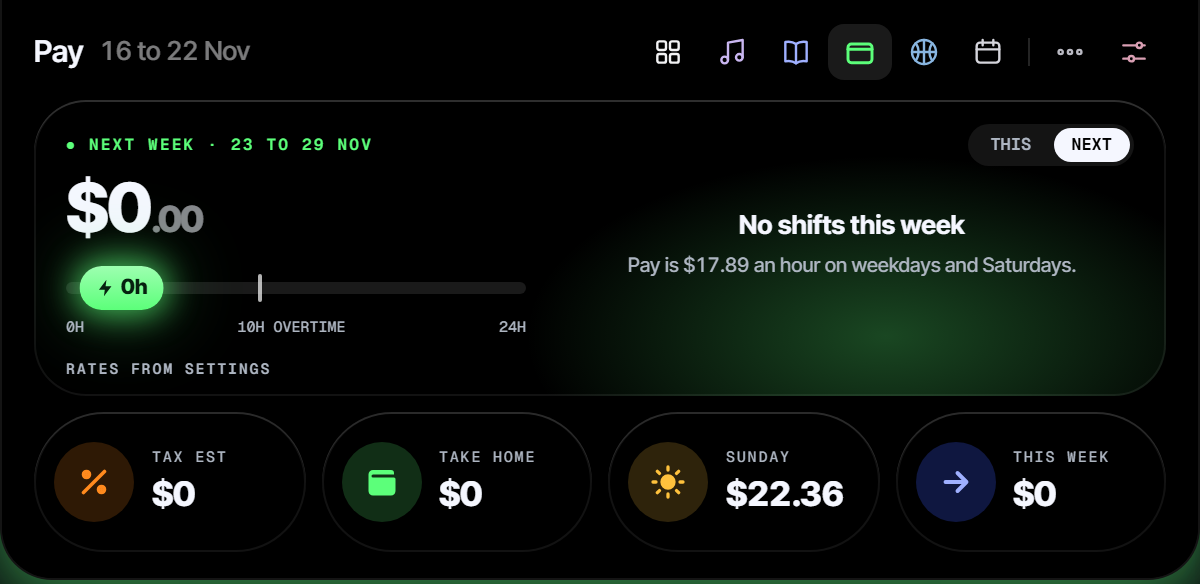 Pay 16 to 22 Nov
• NEXT WEEK · 23 TO 29 NOV
THIS NEXT
$0.00
No shifts this week
Pay is $17.89 an hour on weekdays and Saturdays.
0h
0H 10H OVERTIME 24H
RATES FROM SETTINGS
TAX EST
$0
TAKE HOME
$0
SUNDAY
$22.36
THIS WEEK
$0